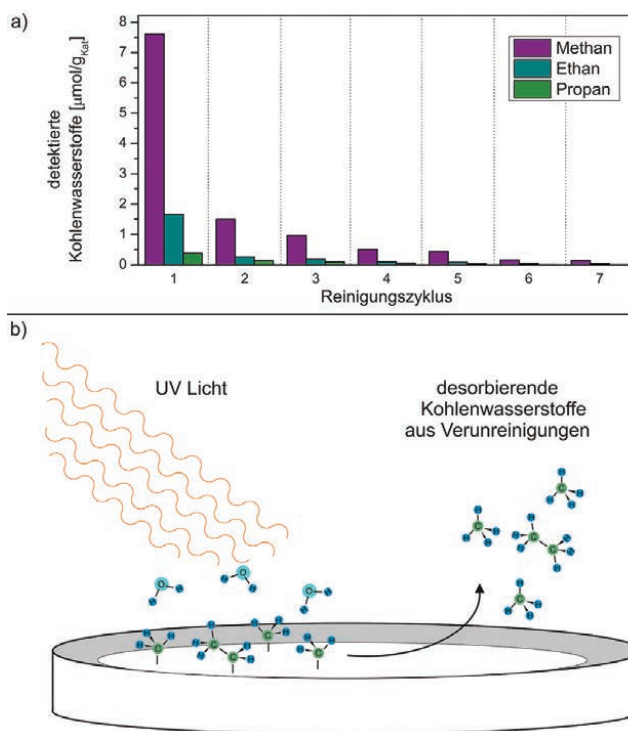 a)
detektierte
Kohlenwasserstoffe [µmol/gKat]
8
7
6
5
4
3
2
1
0
Methan
Ethan
Propan
1 2 3 4 5 6 7
Reinigungszyklus
b)
UV Licht
desorbierende
Kohlenwasserstoffe
aus Verunreinigungen
H
H
C
H
H
H
H
C
H
H
H
C
C
H
H
H
C
H
H
O
O
O
H
H
C
H
H
H
C
C
H
H
H
C
H
H
H
C
H